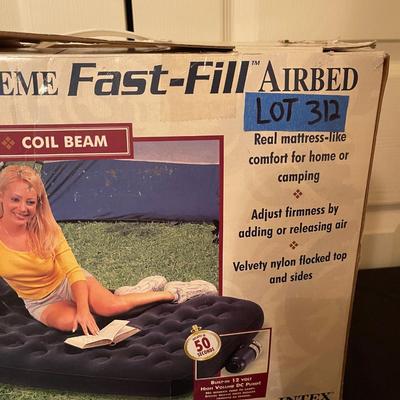 EME Fast-Fill™ AIRBED
LOT 312
COIL BEAM
Real mattress-like
comfort for home or
camping
Adjust firmness by
adding or releasing air
Velvety nylon flocked top
and sides
50
SECONDS
BUILT-IN 12 VOLT
HIGH VOLUME DC PUMP!
INTEX